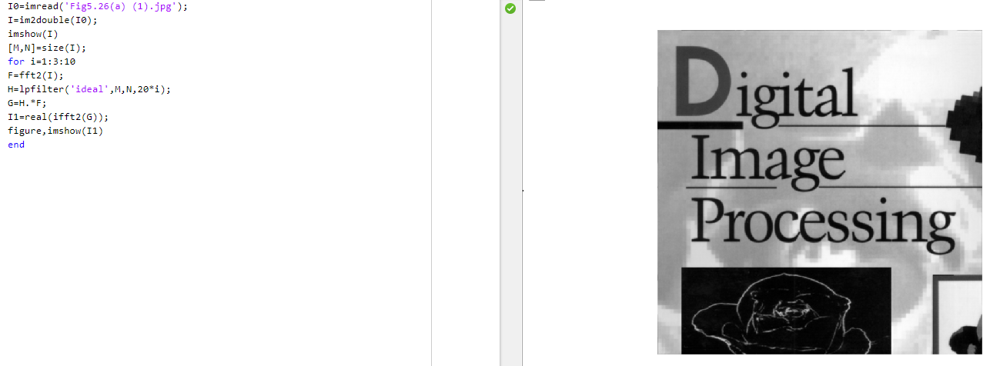 I0=imread('Fig5.26(a) (1).jpg');
I=im2double(I0);
imshow(I)
[M,N]=size(I);
for i=1:3:10
F=fft2(I);
H=lpfilter('ideal',M,N,20*i);
G=H.*F;
I1=real(ifft2(G));
figure,imshow(I1)
end
Digital
Image
Processing